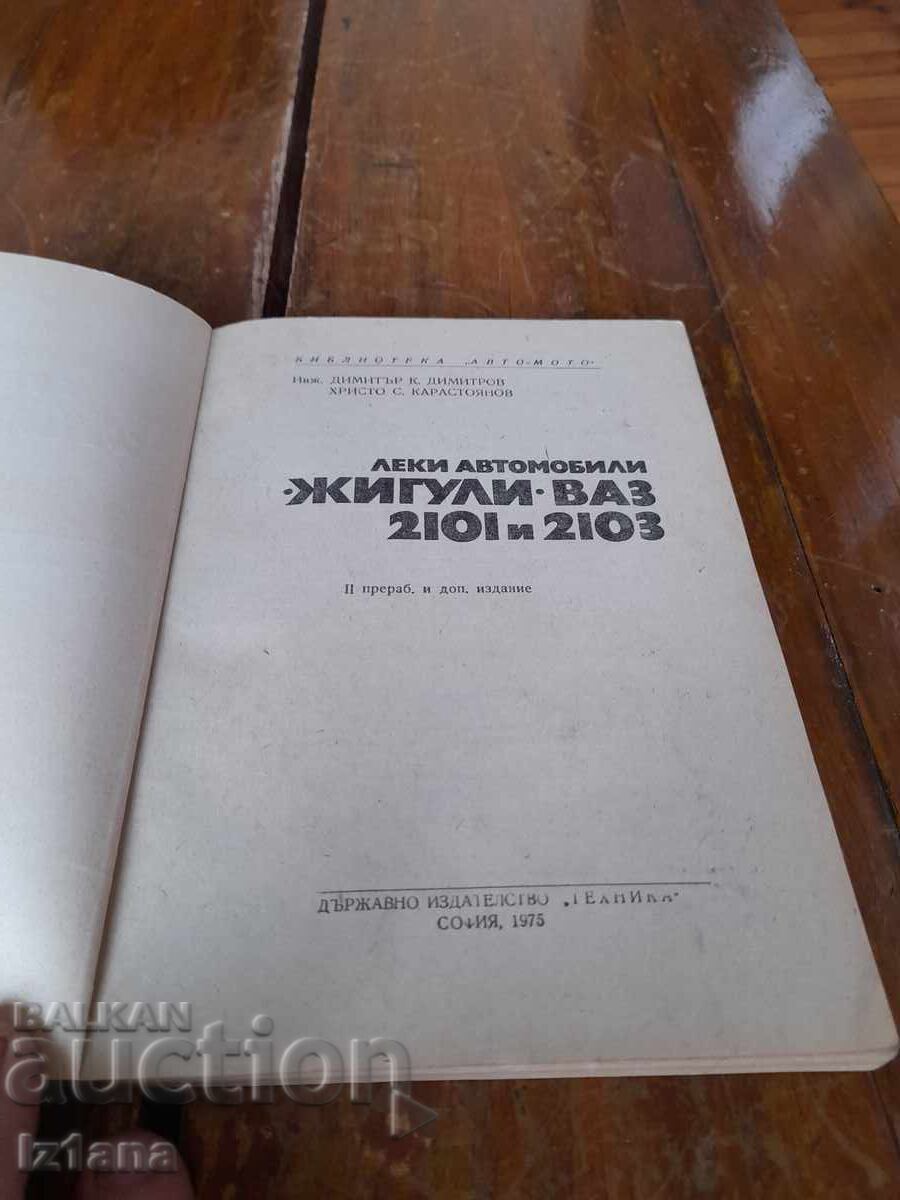 БИБЛИОТЕКА „АВТО-МОТО“
Инж. ДИМИТЪР К. ДИМИТРОВ
ХРИСТО С. КАРАСТОЯНОВ
ЛЕКИ АВТОМОБИЛИ
·ЖИГУЛИ· ВАЗ
2101 и 2103
II прераб. и доп. издание
ДЪРЖАВНО ИЗДАТЕЛСТВО „ТЕХНИКА“
СОФИЯ, 1975
BALKAN
auction
Iz1ana